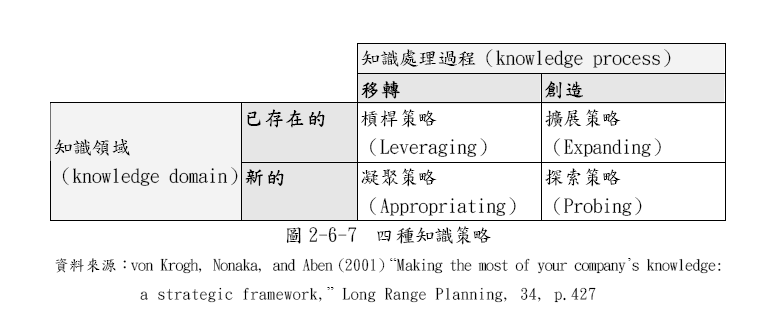 知識處理過程（knowledge process）
移轉 創造
知識領域
（knowledge domain）
已存在的
槓桿策略
（Leveraging）
擴展策略
（Expanding）
新的
凝聚策略
（Appropriating）
探索策略
（Probing）
圖 2-6-7 四種知識策略
資料來源：von Krogh, Nonaka, and Aben (2001) “Making the most of your company’s knowledge:
a strategic framework,” Long Range Planning, 34, p.427